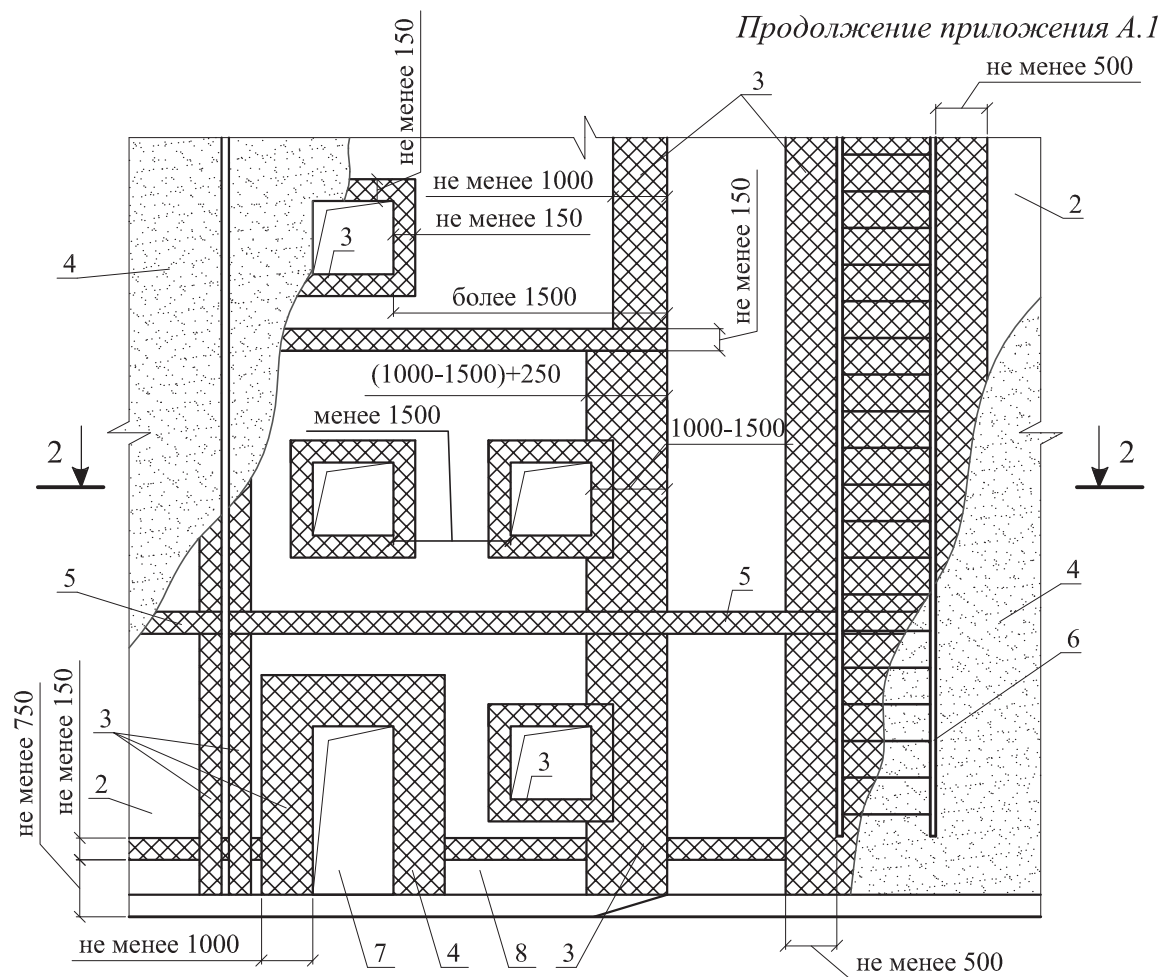 Продолжение приложения А.1
не менее 500
3
не менее 150
не менее 1000
не менее 150
3
не менее 150
2
4
более 1500
(1000-1500)+250
менее 1500
1000-1500
2
2
5
5
4
6
не менее 750
не менее 150
3
2
3
не менее 1000
7
4
8
3
не менее 500